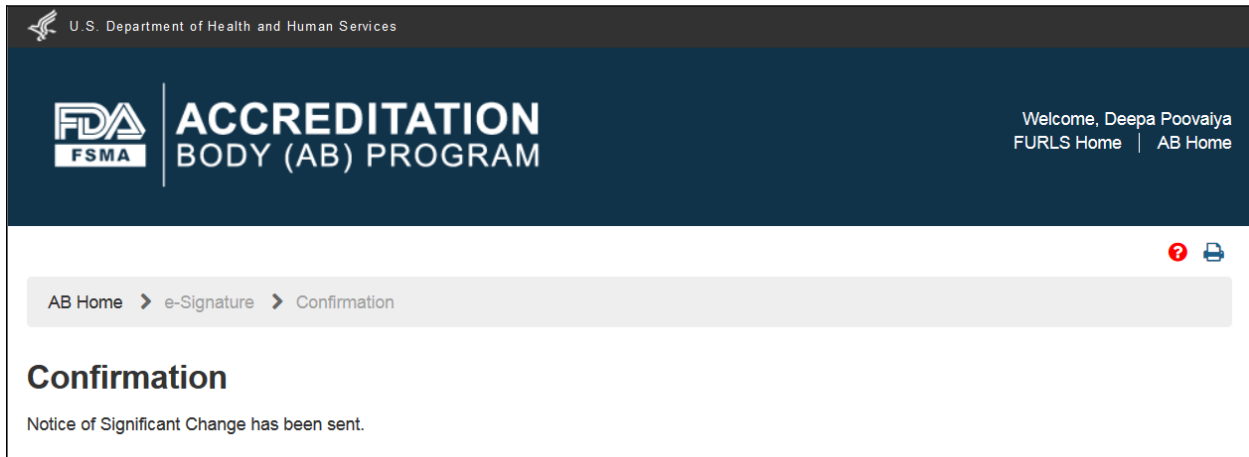 U.S. Department of Health and Human Services
FDA
FSMA
ACCREDITATION
BODY (AB) PROGRAM
Welcome, Deepa Poovaiya
FURLS Home | AB Home
?
AB Home > e-Signature > Confirmation
Confirmation
Notice of Significant Change has been sent.